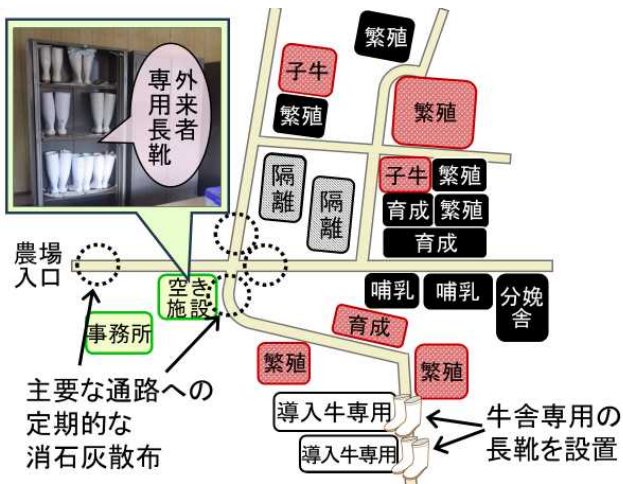 外来者
専用長靴
繁殖
子牛
繁殖
繁殖
隔離
隔離
子牛
繁殖
育成
繁殖
育成
農場
入口
空き
施設
事務所
哺乳
哺乳
分娩
舎
育成
繁殖
繁殖
主要な通路への
定期的な
消石灰散布
導入牛専用
導入牛専用
牛舎専用の
長靴を設置